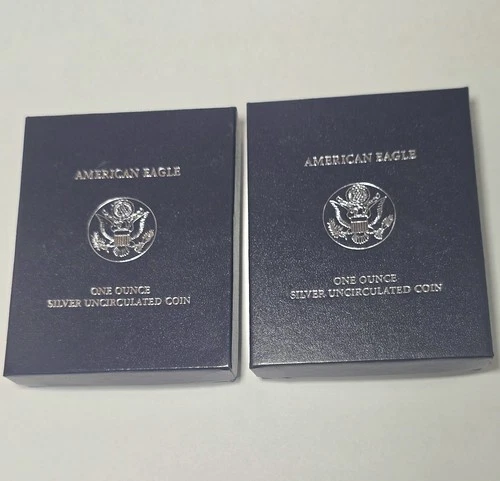 AMERICAN EAGLE
ONE OUNCE
SILVER UNCIRCULATED COIN
AMERICAN EAGLE
ONE OUNCE
SILVER UNCIRCULATED COIN